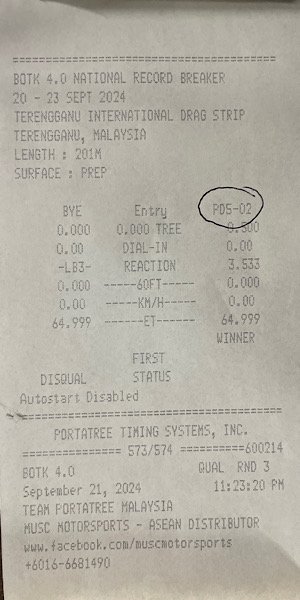 =====================================
BOTK 4.0 NATIONAL RECORD BREAKER
20 - 23 SEPT 2024
TERENGGANU INTERNATIONAL DRAG STRIP
TERENGGANU, MALAYSIA
LENGTH : 201M
SURFACE : PREP
BYE Entry PD5-02
0.000 0.000 TREE 0.500
0.00 DIAL-IN 0.00
-LB3- REACTION 3.533
0.000 -----60FT----- 0.000
0.00 -----KM/H----- 0.00
64.999 -------ET------ 64.999
WINNER
FIRST
DISQUAL STATUS
Autostart Disabled
=====================================
PORTATREE TIMING SYSTEMS, INC.
============== 573/574 ==========600214
BOTK 4.0 QUAL RND 3
September 21, 2024 11:23:20 PM
TEAM PORTATREE MALAYSIA
MUSC MOTORSPORTS - ASEAN DISTRIBUTOR
www.facebook.com/muscmotorsports
+6016-6681490